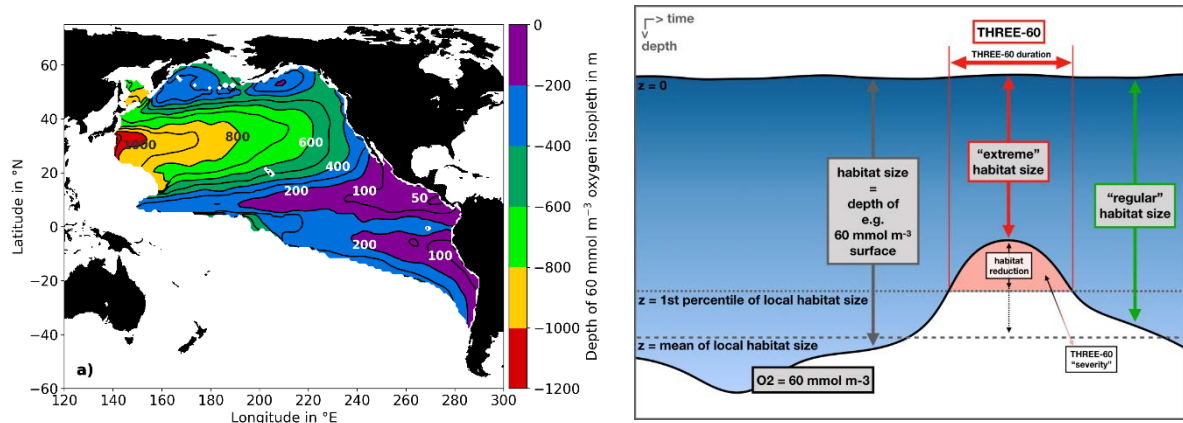 60
40
20
0
−20
−40
−60
Latitude in °N
120
140
160
180
200
220
240
260
280
300
Longitude in °E
a)
1000
800
600
400
200
100
50
200
100
0
−200
−400
−600
−800
−1000
−1200
Depth of 60 mmol m⁻³ oxygen isopleth in m
> time
v
depth
THREE-60
THREE-60 duration
z = 0
habitat size
=
depth of
e.g.
60 mmol m⁻³
surface
“extreme”
habitat size
“regular”
habitat size
habitat
reduction
z = 1st percentile of local habitat size
z = mean of local habitat size
THREE-60
“severity”
O2 = 60 mmol m-3